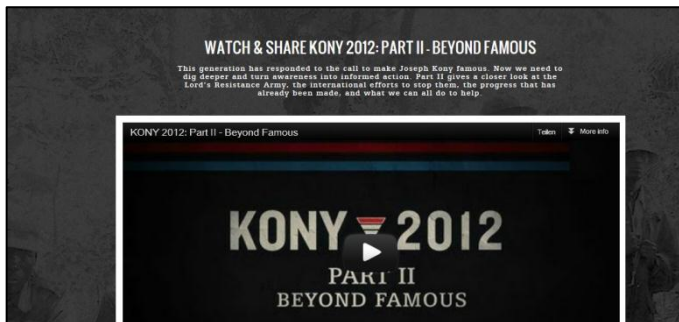 WATCH & SHARE KONY 2012: PART II - BEYOND FAMOUS
This generation has responded to the call to make Joseph Kony famous. Now we need to
dig deeper and turn awareness into informed action. Part II gives a closer look at the
Lord's Resistance Army, the international efforts to stop them, the progress that has
already been made, and what we can all do to help.
KONY 2012: Part II - Beyond Famous
Teilen
More info
KONY 2012
PART II
BEYOND FAMOUS